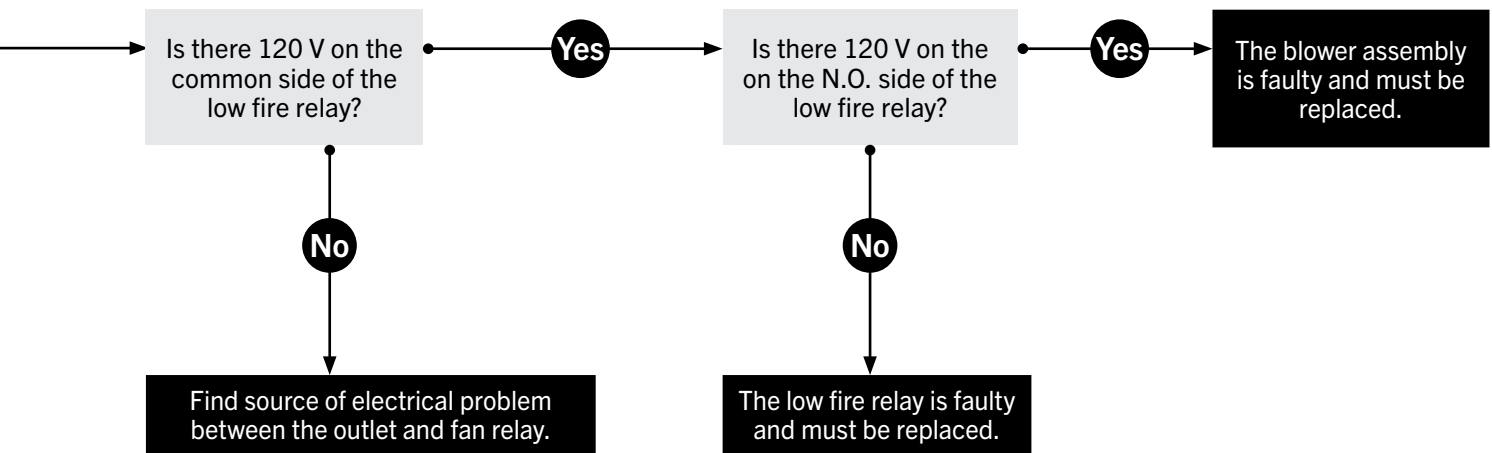 Is there 120 V on the
common side of the
low fire relay?
Yes
Is there 120 V on the
on the N.O. side of the
low fire relay?
Yes
The blower assembly
is faulty and must be
replaced.
No
No
Find source of electrical problem
between the outlet and fan relay.
The low fire relay is faulty
and must be replaced.